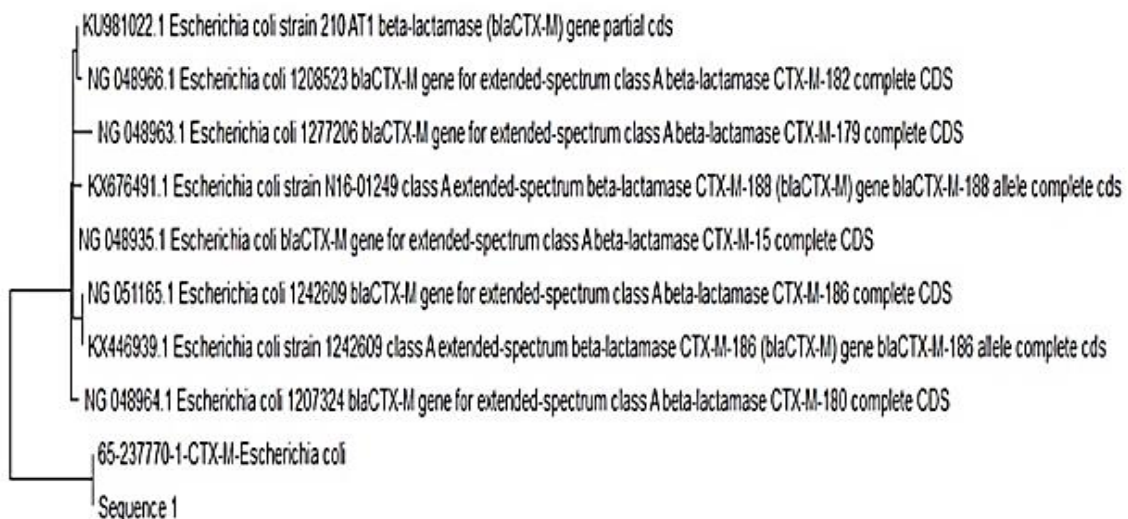 KU981022.1 Escherichia coli strain 210 AT1 beta-lactamase (blaCTX-M) gene partial cds
NG 048966.1 Escherichia coli 1208523 blaCTX-M gene for extended-spectrum class A beta-lactamase CTX-M-182 complete CDS
NG 048963.1 Escherichia coli 1277206 blaCTX-M gene for extended-spectrum class A beta-lactamase CTX-M-179 complete CDS
KX676491.1 Escherichia coli strain N16-01249 class A extended-spectrum beta-lactamase CTX-M-188 (blaCTX-M) gene blaCTX-M-188 allele complete cds
NG 048935.1 Escherichia coli blaCTX-M gene for extended-spectrum class A beta-lactamase CTX-M-15 complete CDS
NG 051165.1 Escherichia coli 1242609 blaCTX-M gene for extended-spectrum class A beta-lactamase CTX-M-186 complete CDS
KX446939.1 Escherichia coli strain 1242609 class A extended-spectrum beta-lactamase CTX-M-186 (blaCTX-M) gene blaCTX-M-186 allele complete cds
NG 048964.1 Escherichia coli 1207324 blaCTX-M gene for extended-spectrum class A beta-lactamase CTX-M-180 complete CDS
65-237770-1-CTX-M-Escherichia coli
Sequence 1